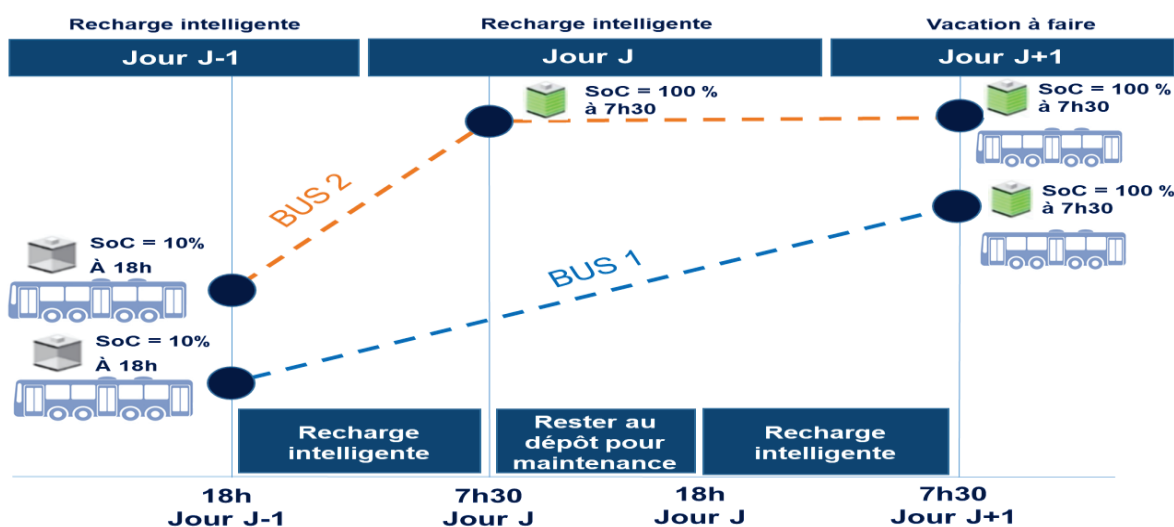 Recharge intelligente
Recharge intelligente
Vacation à faire
Jour J-1
Jour J
Jour J+1
SoC = 100 %
à 7h30
SoC = 100 %
à 7h30
BUS 2
SoC = 100 %
à 7h30
SoC = 10%
À 18h
BUS 1
SoC = 10%
À 18h
Recharge
intelligente
Rester au
dépôt pour
maintenance
Recharge
intelligente
18h
Jour J-1
7h30
Jour J
18h
Jour J
7h30
Jour J+1